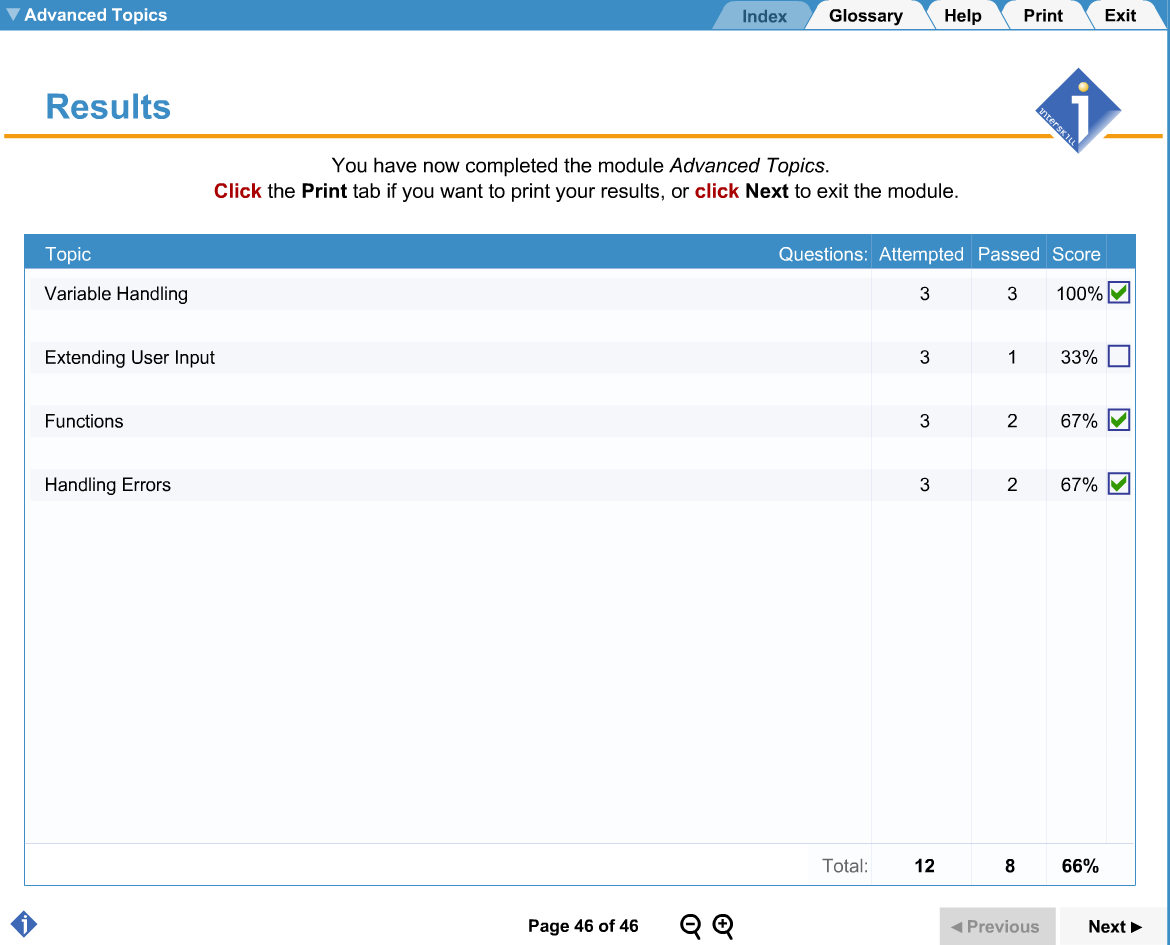 Advanced Topics Index Glossary Help Print Exit
Results
interskill
You have now completed the module Advanced Topics.
Click the Print tab if you want to print your results, or click Next to exit the module.
Topic Questions: Attempted Passed Score
Variable Handling 3 3 100%
Extending User Input 3 1 33%
Functions 3 2 67%
Handling Errors 3 2 67%
Total: 12 8 66%
Page 46 of 46 Previous Next